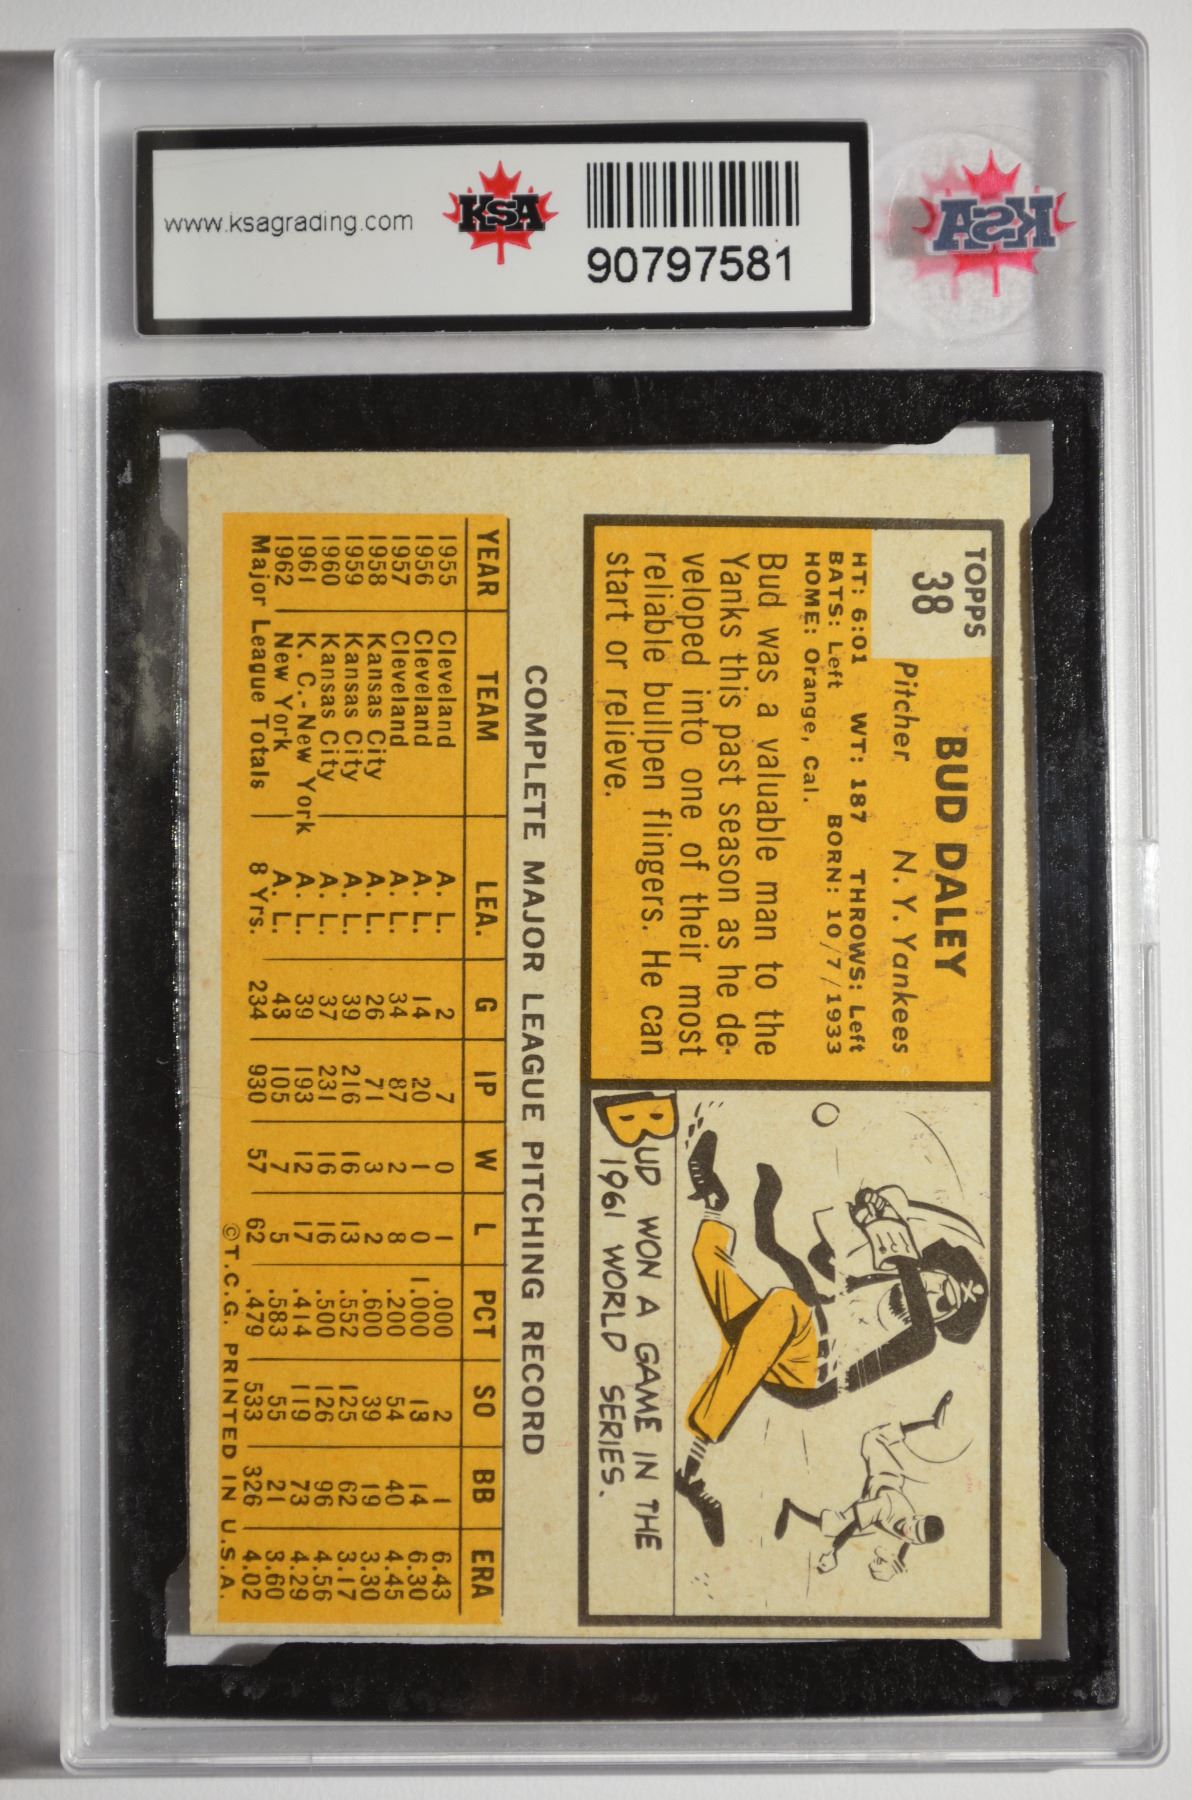 www.ksagrading.com
KSA
90797581
KSA
TOPPS
38
BUD DALEY
Pitcher N. Y. Yankees
HT: 6:01 WT: 187 THROWS: Left
BATS: Left BORN: 10/7/1933
HOME: Orange, Cal.
Bud was a valuable man to the
Yanks this past season as he de-
veloped into one of their most
reliable bullpen flingers. He can
start or relieve.
BUD WON A GAME IN THE
1961 WORLD SERIES.
COMPLETE MAJOR LEAGUE PITCHING RECORD
YEAR TEAM LEA. G IP W L PCT SO BB ERA
1955 Cleveland A. L. 2 7 0 1 .000 2 1 6.43
1956 Cleveland A. L. 14 20 1 0 1.000 13 14 6.30
1957 Cleveland A. L. 34 87 2 8 .200 54 40 4.45
1958 Kansas City A. L. 26 71 3 2 .600 39 19 3.30
1959 Kansas City A. L. 39 216 16 13 .552 125 62 3.17
1960 Kansas City A. L. 37 231 16 16 .500 126 96 4.56
1961 K. C.-New York A. L. 39 193 12 17 .414 119 73 4.29
1962 New York A. L. 43 105 7 5 .583 55 21 3.60
Major League Totals 8 Yrs. 234 930 57 62 .479 533 326 4.02
©T.C.G. PRINTED IN U.S.A.